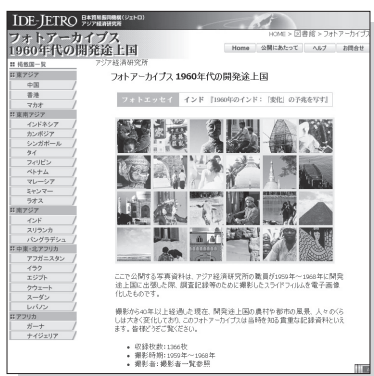 IDE-JETRO 日本貿易振興機構(ジェトロ)
アジア経済研究所
フォトアーカイブス
1960年代の開発途上国
HOME > 図書館 > フォトアーカイブス
Home 公開にあたって ヘルプ お問合せ
掲載国一覧
東アジア
中国
香港
マカオ
東南アジア
インドネシア
カンボジア
シンガポール
タイ
フィリピン
ベトナム
マレーシア
ミャンマー
ラオス
南アジア
インド
スリランカ
バングラデシュ
中東・北アフリカ
アフガニスタン
イラク
エジプト
クウェート
スーダン
レバノン
アフリカ
ガーナ
ナイジェリア
アジア経済研究所
フォトアーカイブス 1960年代の開発途上国
フォトエッセイ インド 『1960年のインド:「変化」の予兆を写す』
ここで公開する写真資料は、アジア経済研究所の職員が1959年~1968年に開発
途上国に出張した際、調査記録等のために撮影したスライドフィルムを電子画像
化したものです。
撮影から40年以上経過した現在、開発途上国の農村や都市の風景、人々のくら
しは大きく変化しており、このフォトアーカイブスは当時を知る貴重な記録資料といえ
ます。皆様どうぞご覧ください。
• 収録枚数:1366枚
• 撮影時期:1959年~1968年
• 撮影者:撮影者一覧参照